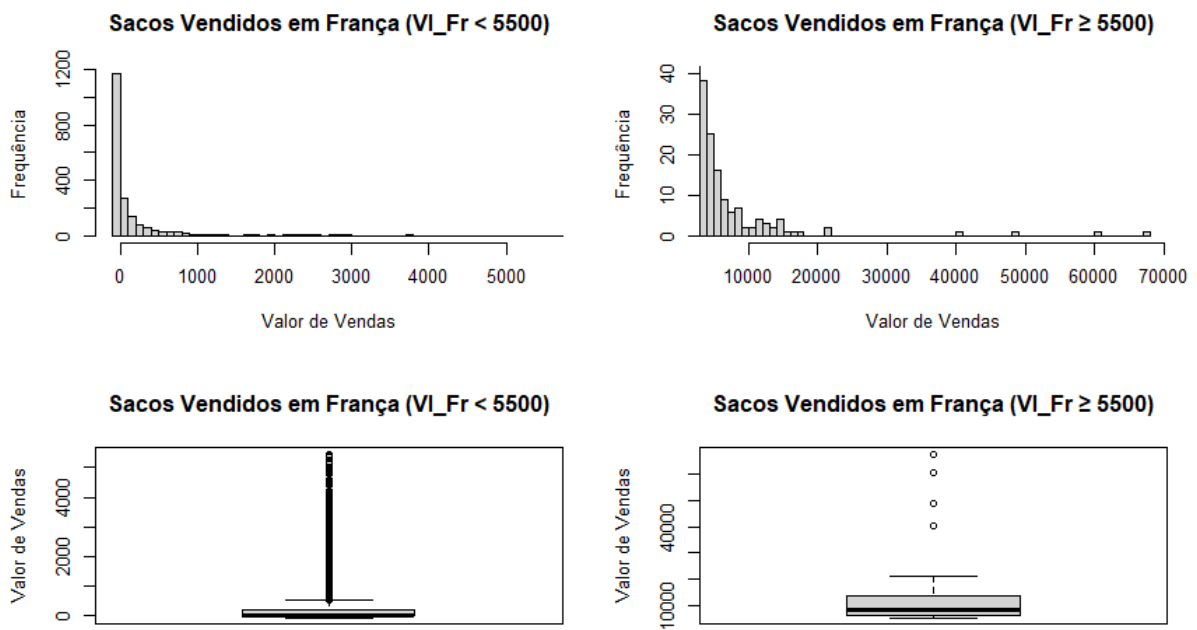 Sacos Vendidos em França (Vl_Fr < 5500)
Frequência
1200
800
400
0
0 1000 2000 3000 4000 5000
Valor de Vendas
Sacos Vendidos em França (Vl_Fr ≥ 5500)
Frequência
40
30
20
10
0
10000 20000 30000 40000 50000 60000 70000
Valor de Vendas
Sacos Vendidos em França (Vl_Fr < 5500)
Valor de Vendas
4000
2000
0
Sacos Vendidos em França (Vl_Fr ≥ 5500)
Valor de Vendas
40000
10000